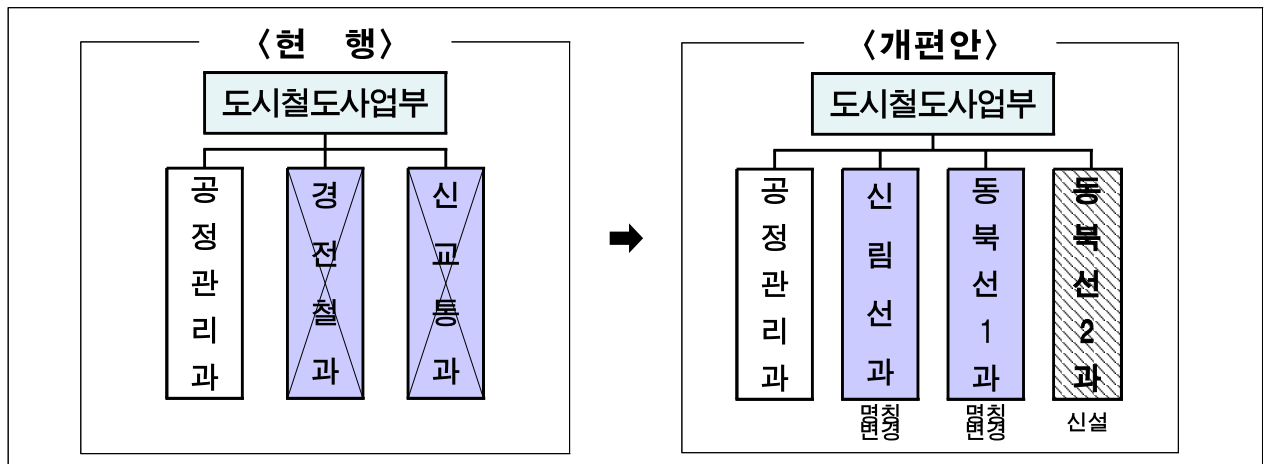 〈현 행〉
도시철도사업부
공정관리과
경전철과
신교통과
〈개편안〉
도시철도사업부
공정관리과
신림선과
동북선1과
동북선2과
명칭
변경
명칭
변경
신설